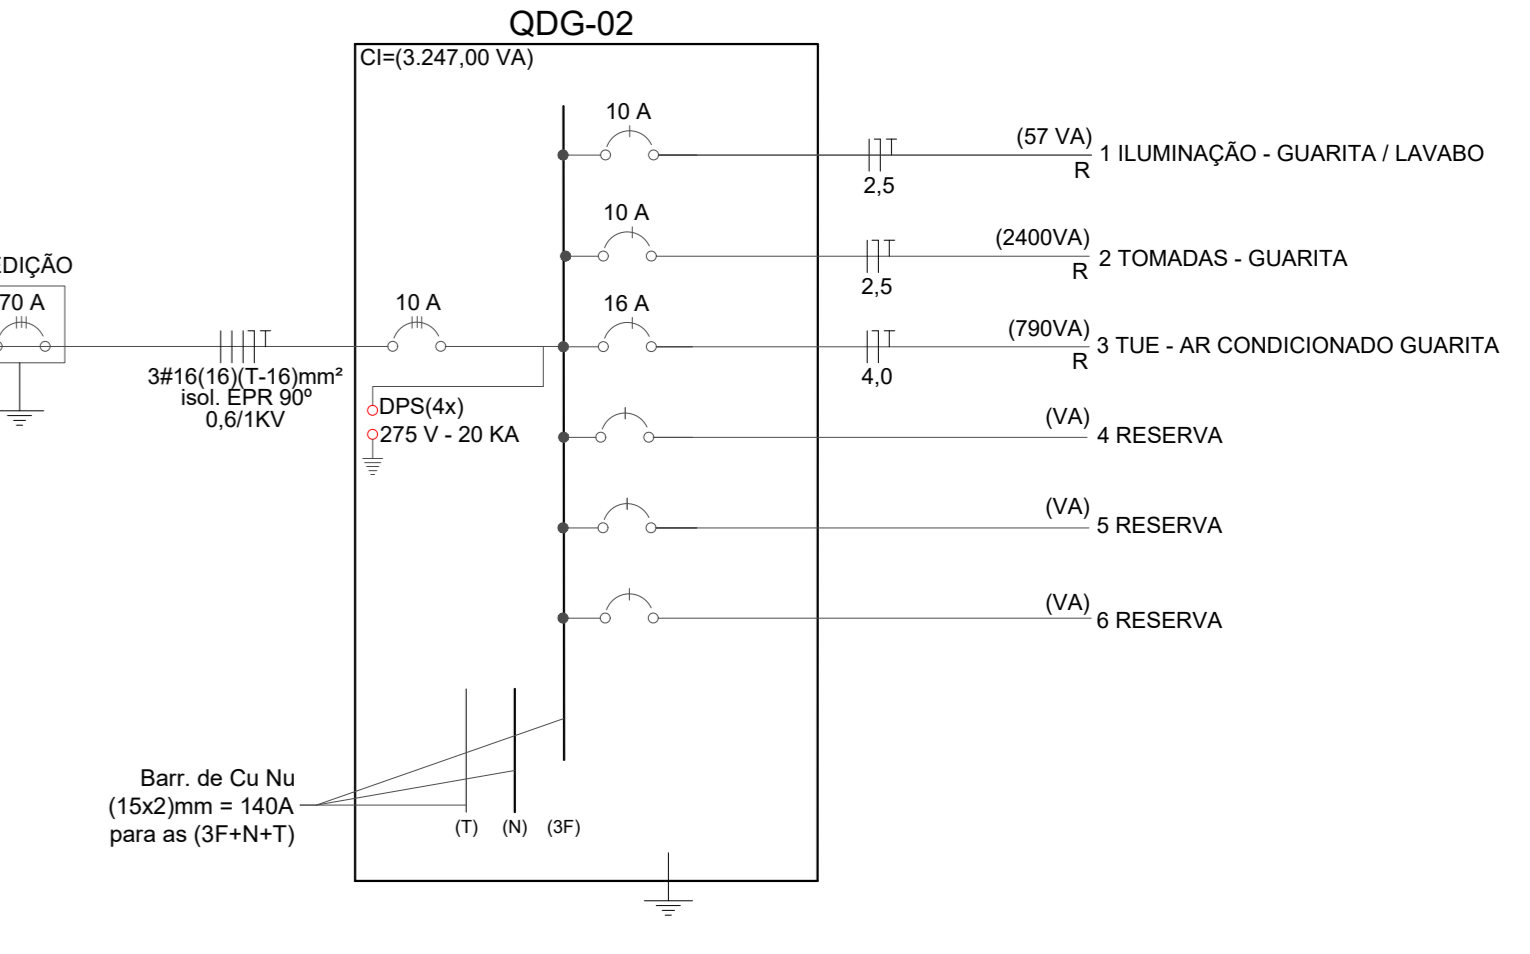 QDG-02
CI=(3.247,00 VA)
10 A
(57 VA)
1 ILUMINAÇÃO - GUARITA / LAVABO
R
2,5
10 A
(2400VA)
2 TOMADAS - GUARITA
R
2,5
EDIÇÃO
70 A
10 A
16 A
(790VA)
3 TUE - AR CONDICIONADO GUARITA
R
4,0
T
T
T
T
3#16(16)(T-16)mm²
isol. EPR 90º
0,6/1KV
DPS(4x)
275 V - 20 KA
(VA)
4 RESERVA
(VA)
5 RESERVA
(VA)
6 RESERVA
Barr. de Cu Nu
(15x2)mm = 140A
para as (3F+N+T)
(T) (N) (3F)